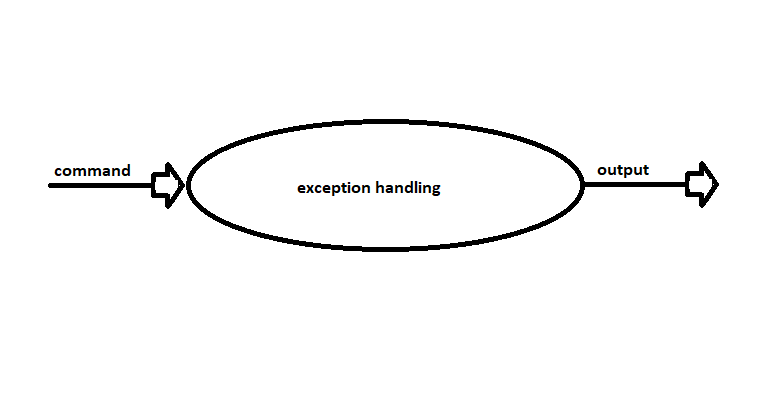 command
exception handling
output